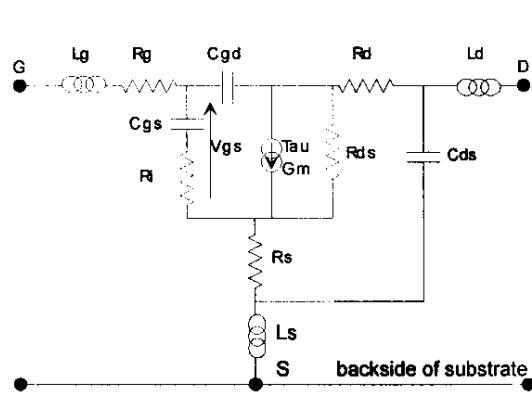 G Lg Rg Cgd Rd Ld D
Cgs Vgs Tau Rds Cds
Ri Gm
Rs
Ls
S backside of substrate